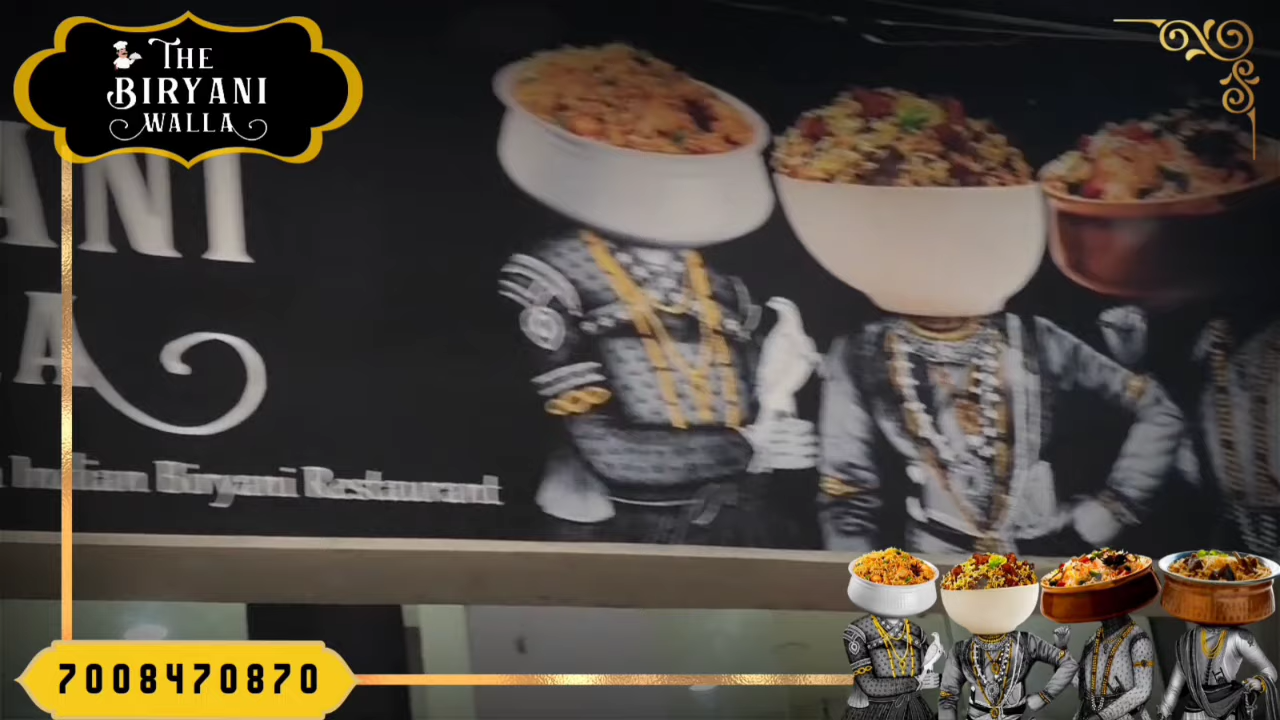 THE
BIRYANI
WALLA
ANI
A
Indian Biryani Restaurant
7008470870